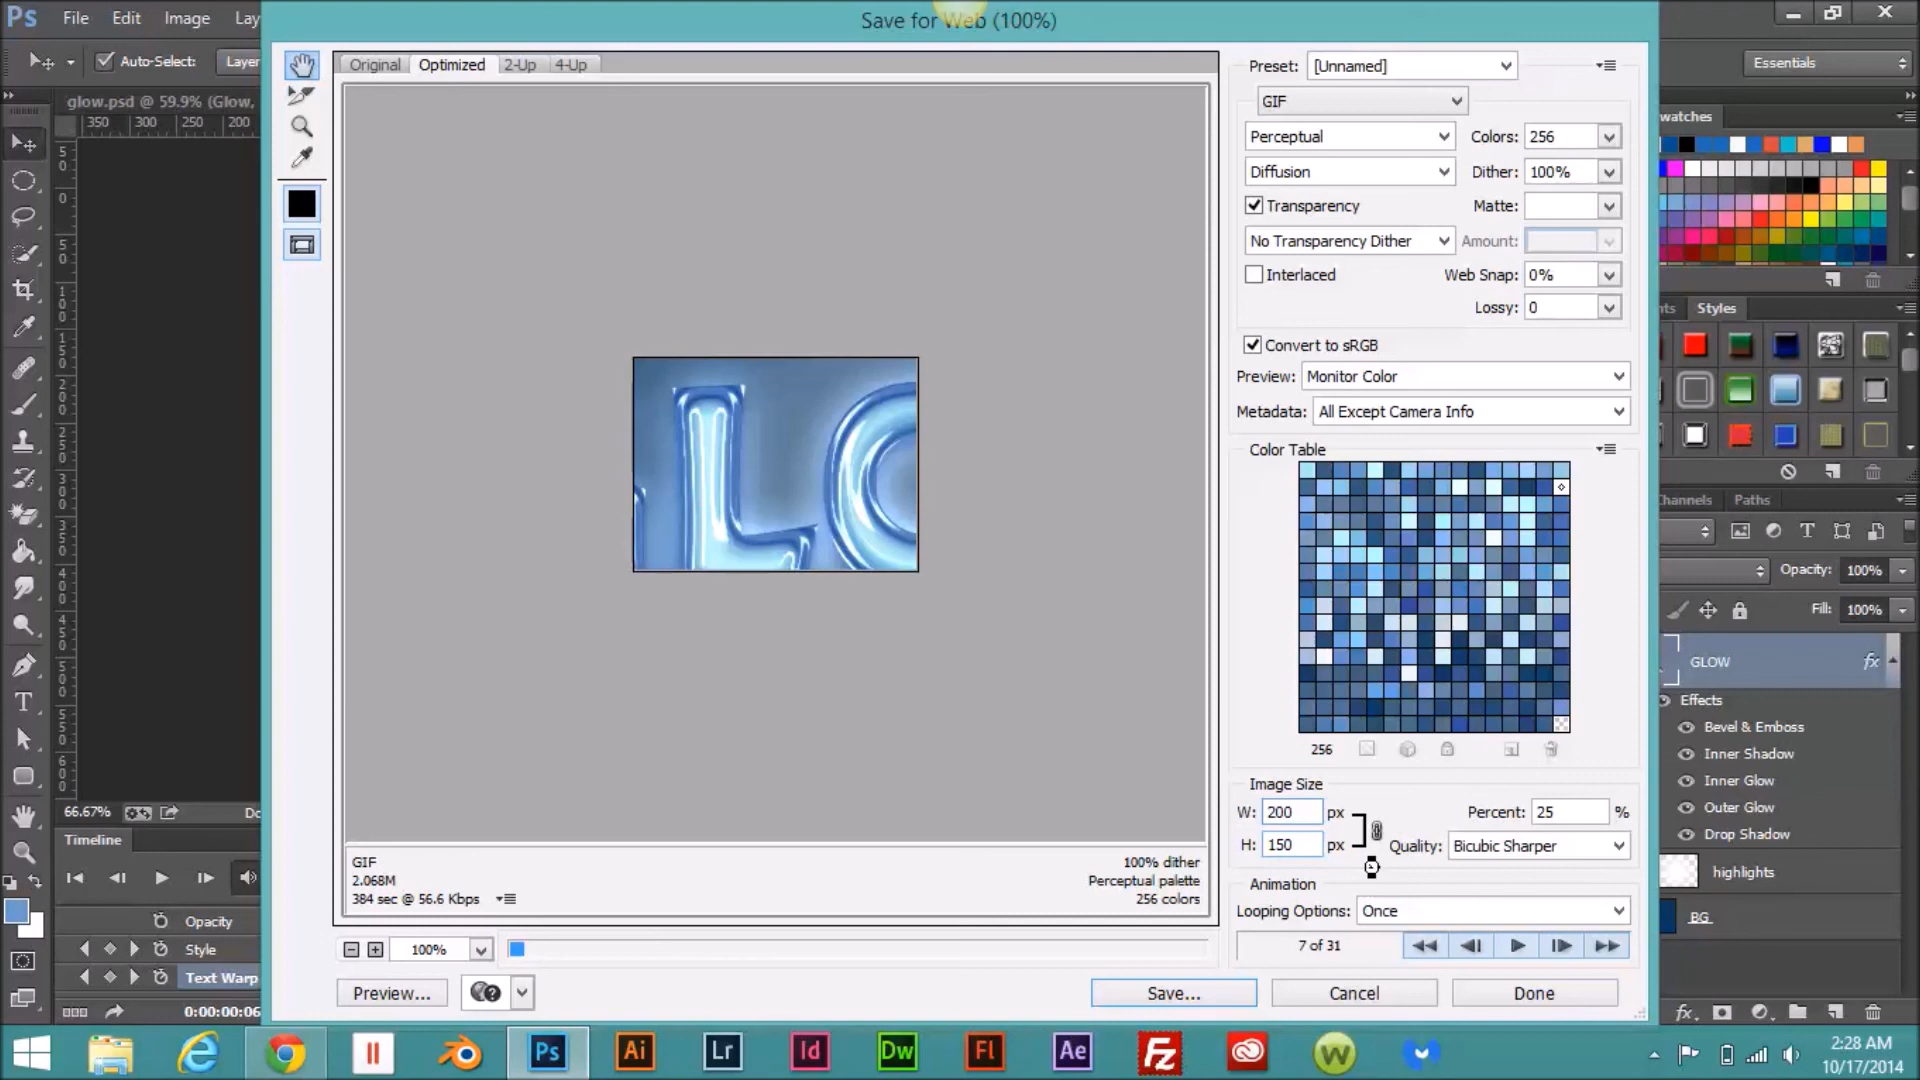 Ps File Edit Image Lay
Save for Web (100%)
Auto-Select: Layer
Essentials
glow.psd @ 59.9% (Glow,
350 300 250 200
Original Optimized 2-Up 4-Up
Preset: [Unnamed]
GIF
Perceptual Colors: 256
Diffusion Dither: 100%
Transparency Matte:
No Transparency Dither Amount:
Interlaced Web Snap: 0%
Lossy: 0
Convert to sRGB
Preview: Monitor Color
Metadata: All Except Camera Info
Color Table
256
Image Size
W: 200 px Percent: 25 %
H: 150 px Quality: Bicubic Sharper
Animation
Looping Options: Once
7 of 31
LO
GIF
2.068M
384 sec @ 56.6 Kbps
100% dither
Perceptual palette
256 colors
100%
Preview... Save... Cancel Done
watches
Styles
Channels Paths
Opacity: 100%
Fill: 100%
GLOW fx
Effects
Bevel & Emboss
Inner Shadow
Inner Glow
Outer Glow
Drop Shadow
highlights
BG
66.67%
Timeline
Opacity
Style
Text Warp
0:00:00:06
Ps Ai Lr Id Dw Fl Ae Fz W
2:28 AM
10/17/2014